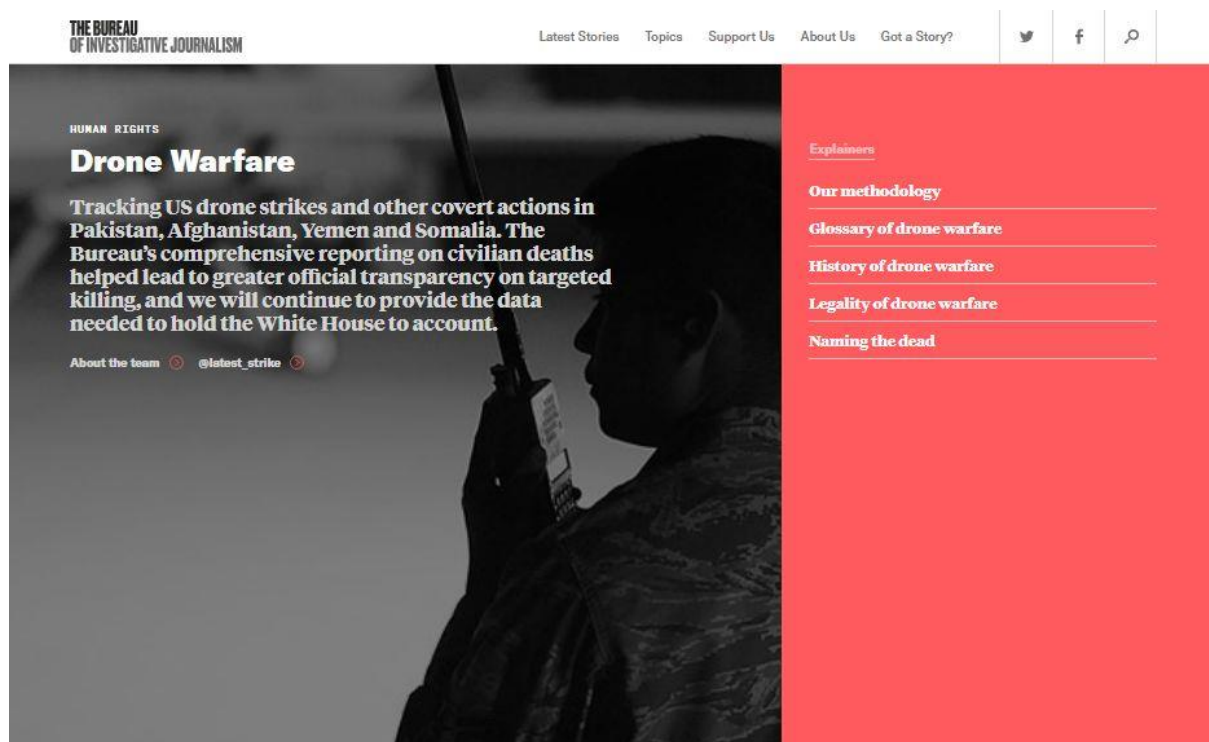 THE BUREAU
OF INVESTIGATIVE JOURNALISM
Latest Stories Topics Support Us About Us Got a Story?
HUMAN RIGHTS
Drone Warfare
Tracking US drone strikes and other covert actions in
Pakistan, Afghanistan, Yemen and Somalia. The
Bureau's comprehensive reporting on civilian deaths
helped lead to greater official transparency on targeted
killing, and we will continue to provide the data
needed to hold the White House to account.
About the team @latest_strike
Explainers
Our methodology
Glossary of drone warfare
History of drone warfare
Legality of drone warfare
Naming the dead